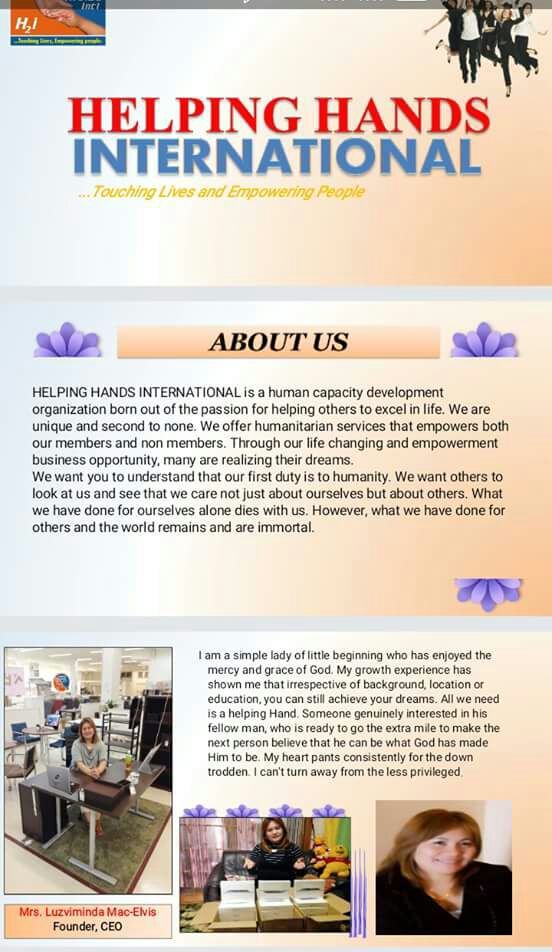 Int'l
H2i
...Touching Lives, Empowering people.
HELPING HANDS
INTERNATIONAL
...Touching Lives and Empowering People
ABOUT US
HELPING HANDS INTERNATIONAL is a human capacity development
organization born out of the passion for helping others to excel in life. We are
unique and second to none. We offer humanitarian services that empowers both
our members and non members. Through our life changing and empowerment
business opportunity, many are realizing their dreams.
We want you to understand that our first duty is to humanity. We want others to
look at us and see that we care not just about ourselves but about others. What
we have done for ourselves alone dies with us. However, what we have done for
others and the world remains and are immortal.
I am a simple lady of little beginning who has enjoyed the
mercy and grace of God. My growth experience has
shown me that irrespective of background, location or
education, you can still achieve your dreams. All we need
is a helping Hand. Someone genuinely interested in his
fellow man, who is ready to go the extra mile to make the
next person believe that he can be what God has made
Him to be. My heart pants consistently for the down
trodden. I can't turn away from the less privileged.
Mrs. Luzviminda Mac-Elvis
Founder, CEO